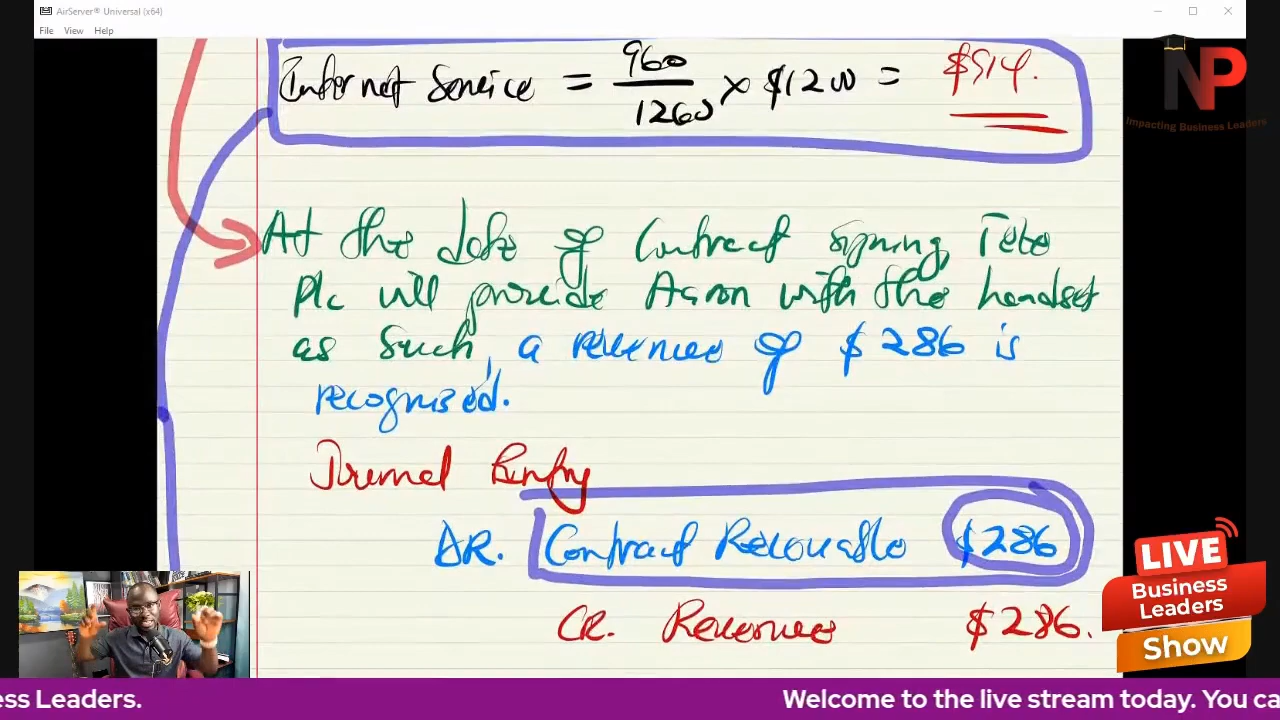 AirServer® Universal (x64)
File View Help
Internet Service = 960 / 1260 × $1200 = $914.
NP
Impacting Business Leaders
At the date of Contract signing, Tete
Plc will provide Aaron with the handset
as such, a revenue of $286 is
recognised.
Journal Entry
DR. Contract Receivable $286
CR. Revenue $286.
LIVE
Business
Leaders
Show
ess Leaders.
Welcome to the live stream today. You ca